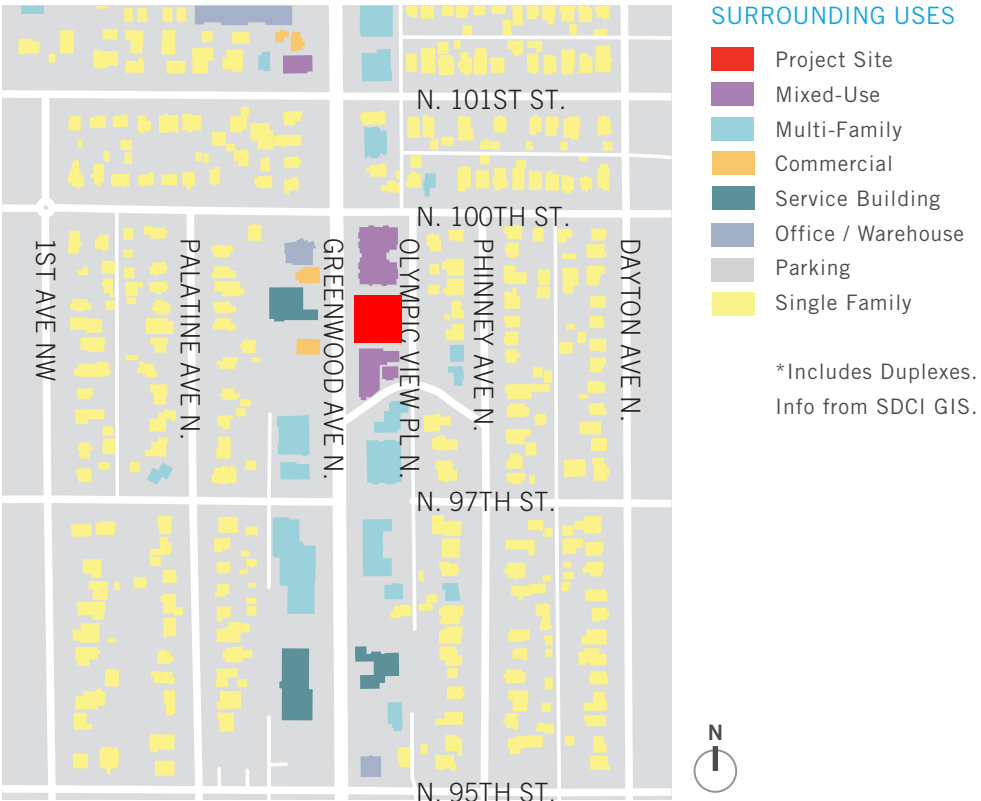 SURROUNDING USES
Project Site
Mixed-Use
Multi-Family
Commercial
Service Building
Office / Warehouse
Parking
Single Family
*Includes Duplexes.
Info from SDCI GIS.
N
N. 101ST ST.
N. 100TH ST.
1ST AVE NW
PALATINE AVE N.
GREENWOOD AVE N.
OLYMPIC VIEW PL N.
PHINNEY AVE N.
DAYTON AVE N.
N. 97TH ST.
N. 95TH ST.